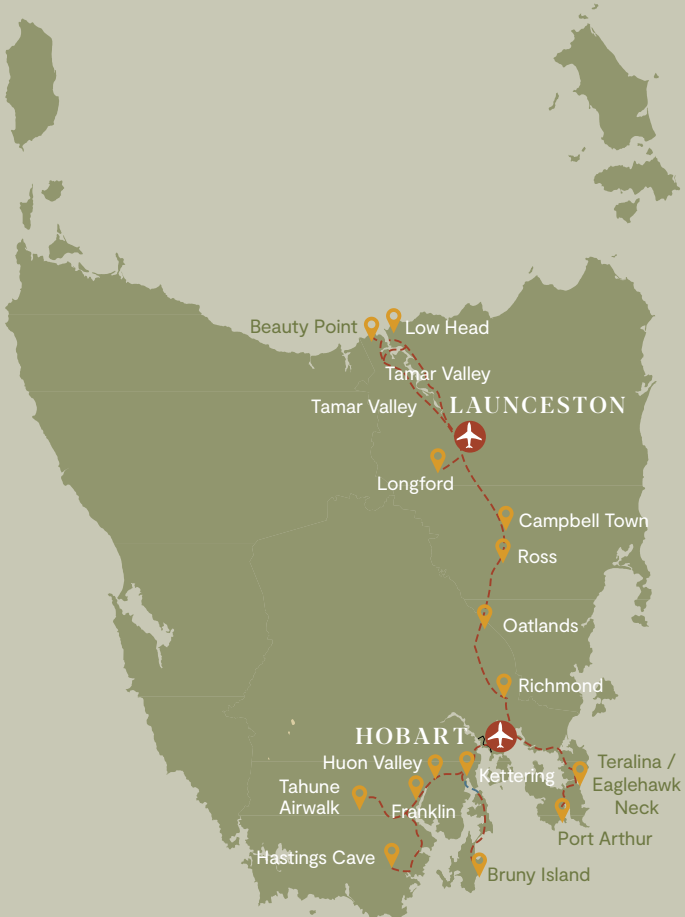 Beauty Point
Low Head
Tamar Valley
Tamar Valley
LAUNCESTON
Longford
Campbell Town
Ross
Oatlands
Richmond
HOBART
Huon Valley
Kettering
Teralina /
Eaglehawk
Neck
Tahune
Airwalk
Franklin
Port Arthur
Hastings Cave
Bruny Island